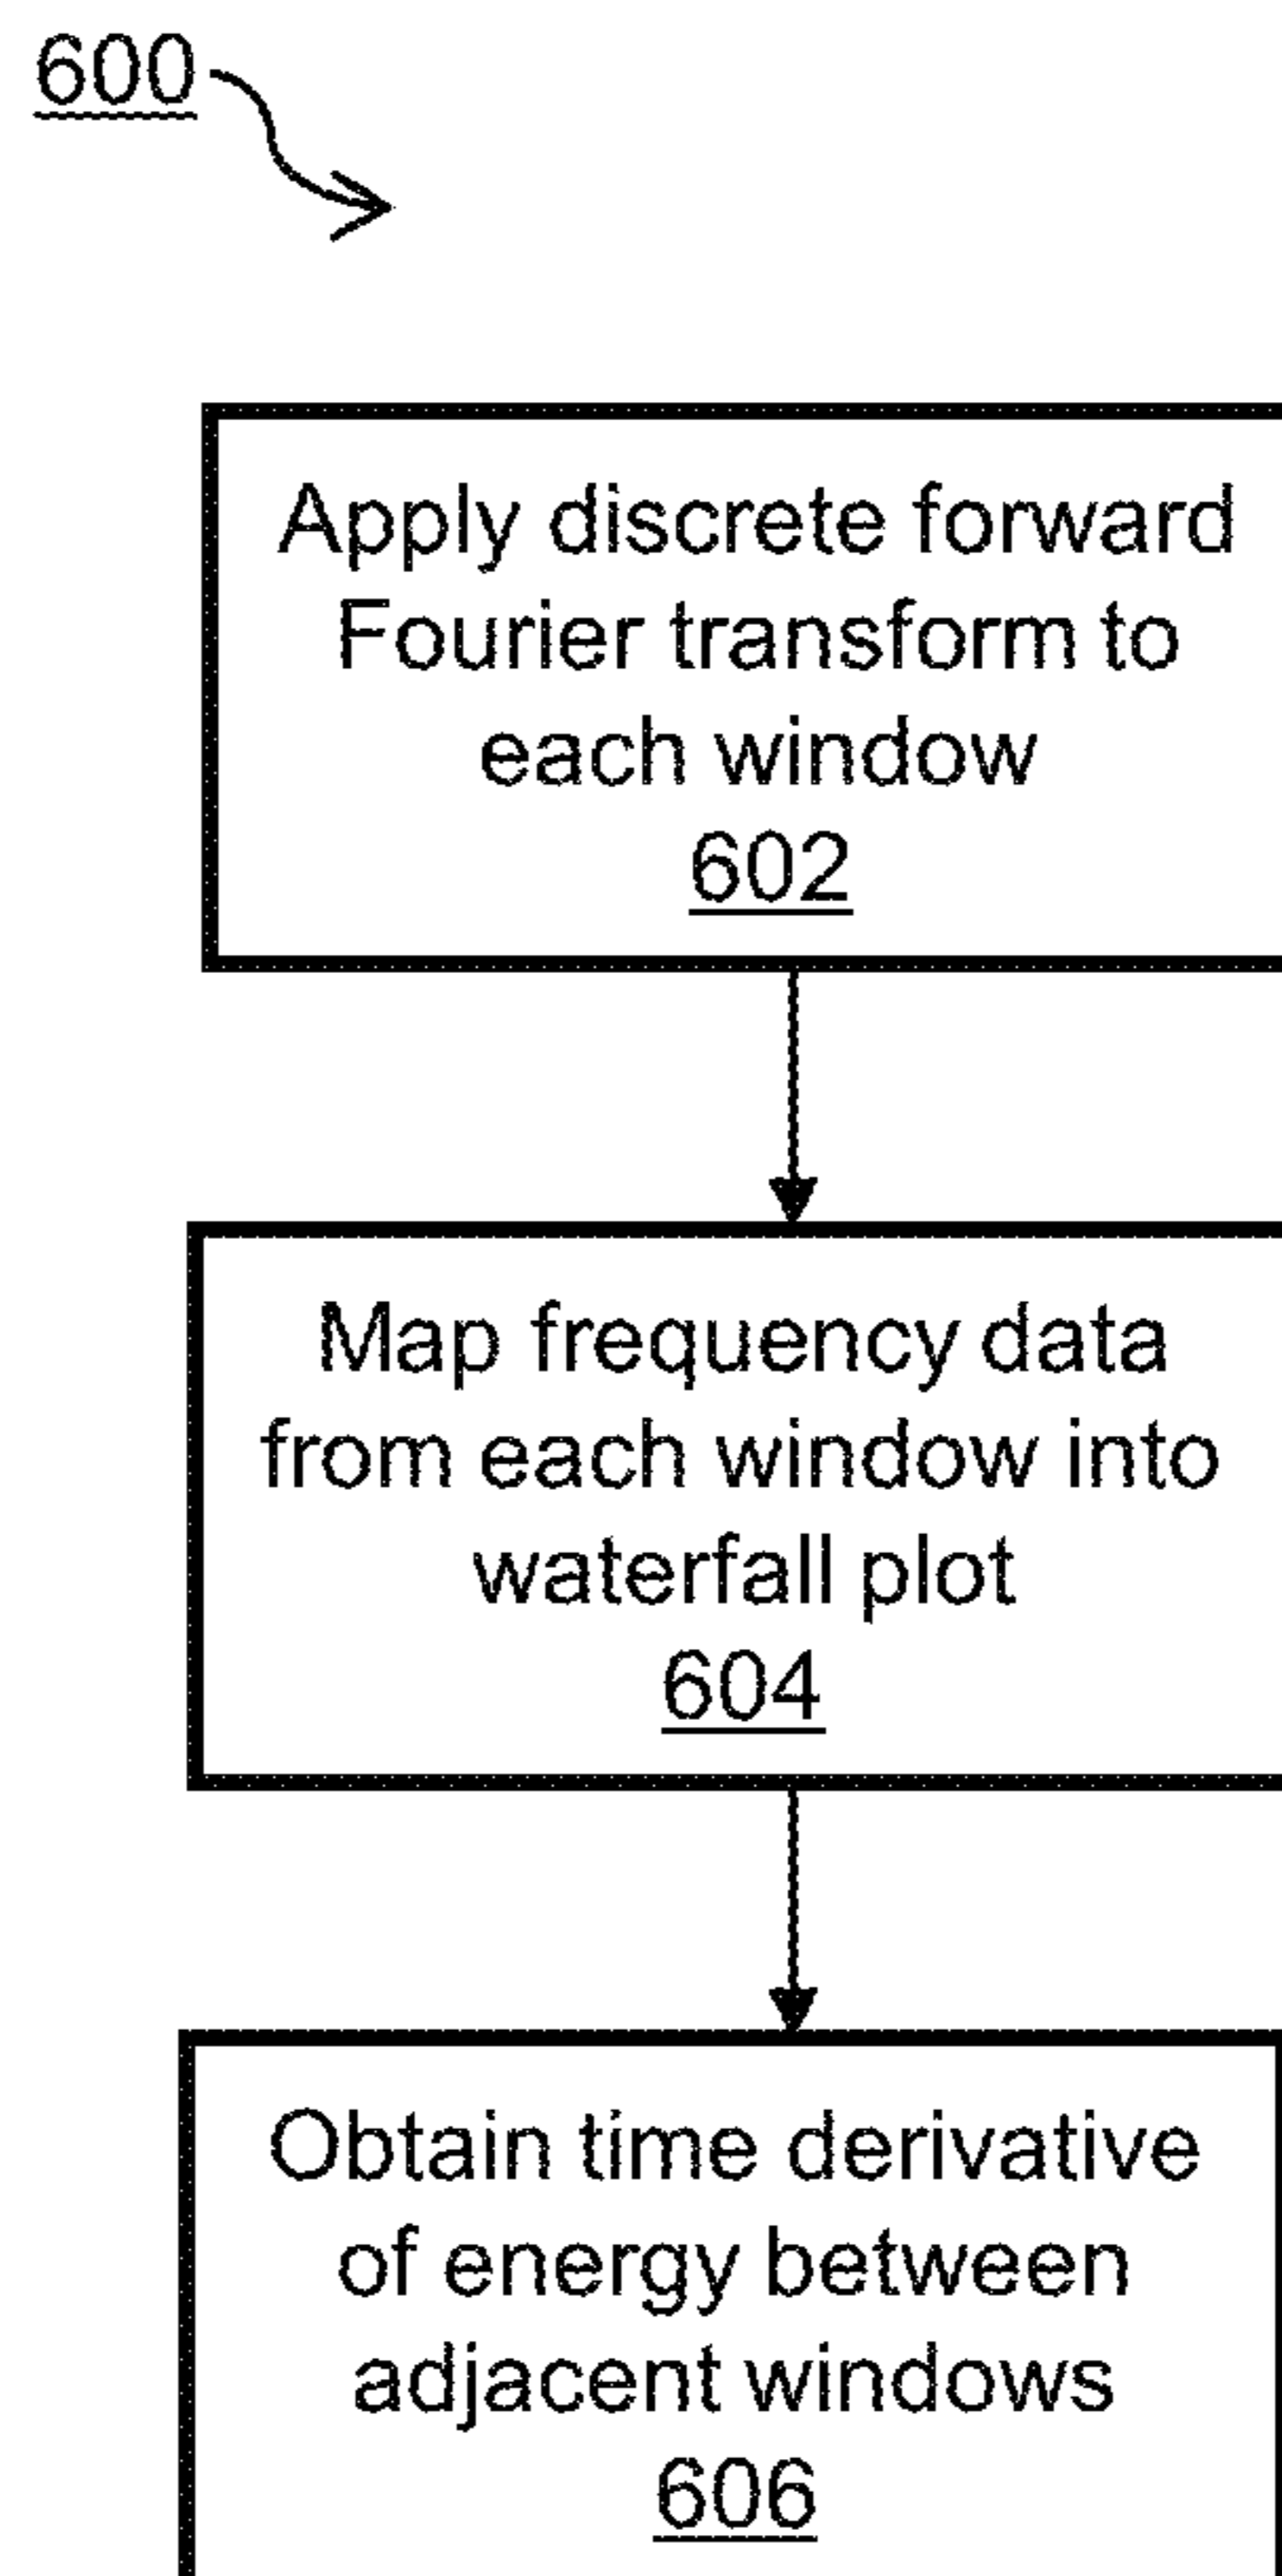 600
Apply discrete forward
Fourier transform to
each window
602
Map frequency data
from each window into
waterfall plot
604
Obtain time derivative
of energy between
adjacent windows
606